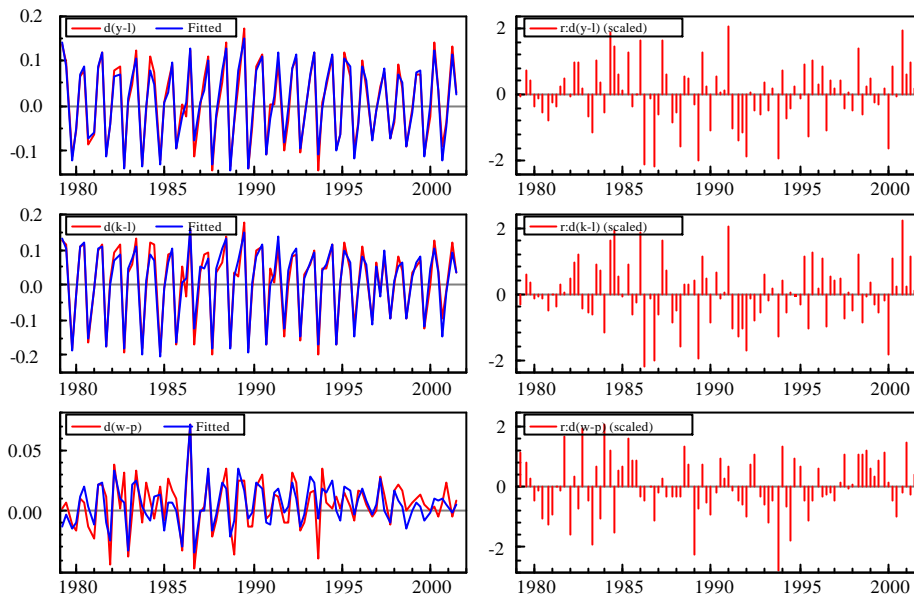 0.2 d(y-l) Fitted
0.1
0.0
-0.1
1980 1985 1990 1995 2000
2 r:d(y-l) (scaled)
0
-2
1980 1985 1990 1995 2000
0.2 d(k-l) Fitted
0.1
0.0
-0.1
-0.2
1980 1985 1990 1995 2000
2 r:d(k-l) (scaled)
0
-2
1980 1985 1990 1995 2000
d(w-p) Fitted
0.05
0.00
1980 1985 1990 1995 2000
2 r:d(w-p) (scaled)
0
-2
1980 1985 1990 1995 2000